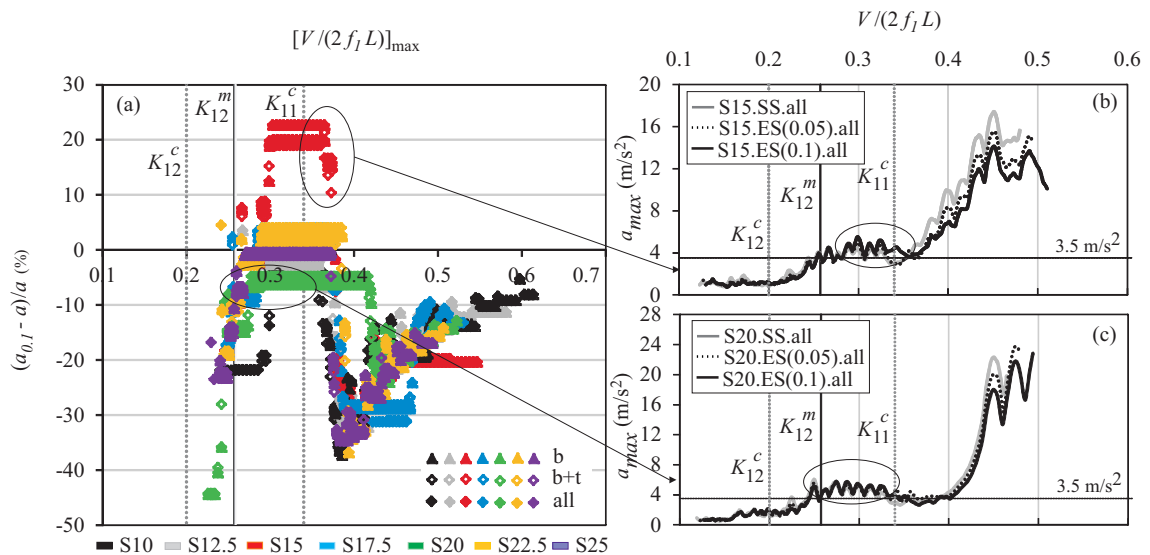 [V/(2 f1 L)]max
(a)
K12c
K12m
K11c
30
20
10
0
-10
-20
-30
-40
-50
0.1 0.2 0.3 0.4 0.5 0.6 0.7
((a0,1 - a)/a (%)
b
b+t
all
S10 S12.5 S15 S17.5 S20 S22.5 S25
V/(2 f1 L)
0.1 0.2 0.3 0.4 0.5 0.6
(b)
S15.SS.all
S15.ES(0.05).all
S15.ES(0.1).all
K12c
K12m
K11c
20
16
12
8
4
0
amax (m/s2)
3.5 m/s2
(c)
S20.SS.all
S20.ES(0.05).all
S20.ES(0.1).all
K12c
K12m
K11c
28
24
20
16
12
8
4
0
amax (m/s2)
3.5 m/s2